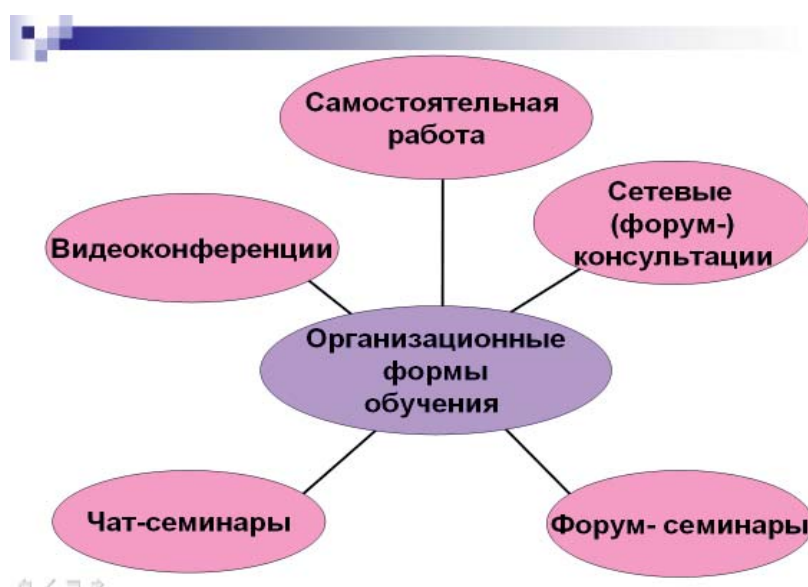 Самостоятельная
работа
Сетевые
(форум-)
консультации
Видеоконференции
Организационные
формы
обучения
Чат-семинары
Форум- семинары